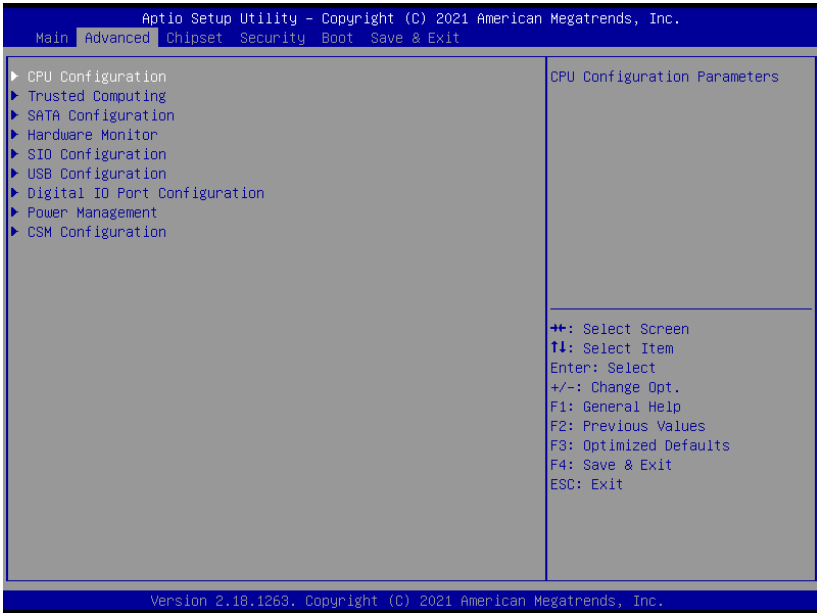 Aptio Setup Utility – Copyright (C) 2021 American Megatrends, Inc.
Main Advanced Chipset Security Boot Save & Exit
CPU Configuration
Trusted Computing
SATA Configuration
Hardware Monitor
SIO Configuration
USB Configuration
Digital IO Port Configuration
Power Management
CSM Configuration
CPU Configuration Parameters
→←: Select Screen
↑↓: Select Item
Enter: Select
+/-: Change Opt.
F1: General Help
F2: Previous Values
F3: Optimized Defaults
F4: Save & Exit
ESC: Exit
Version 2.18.1263. Copyright (C) 2021 American Megatrends, Inc.